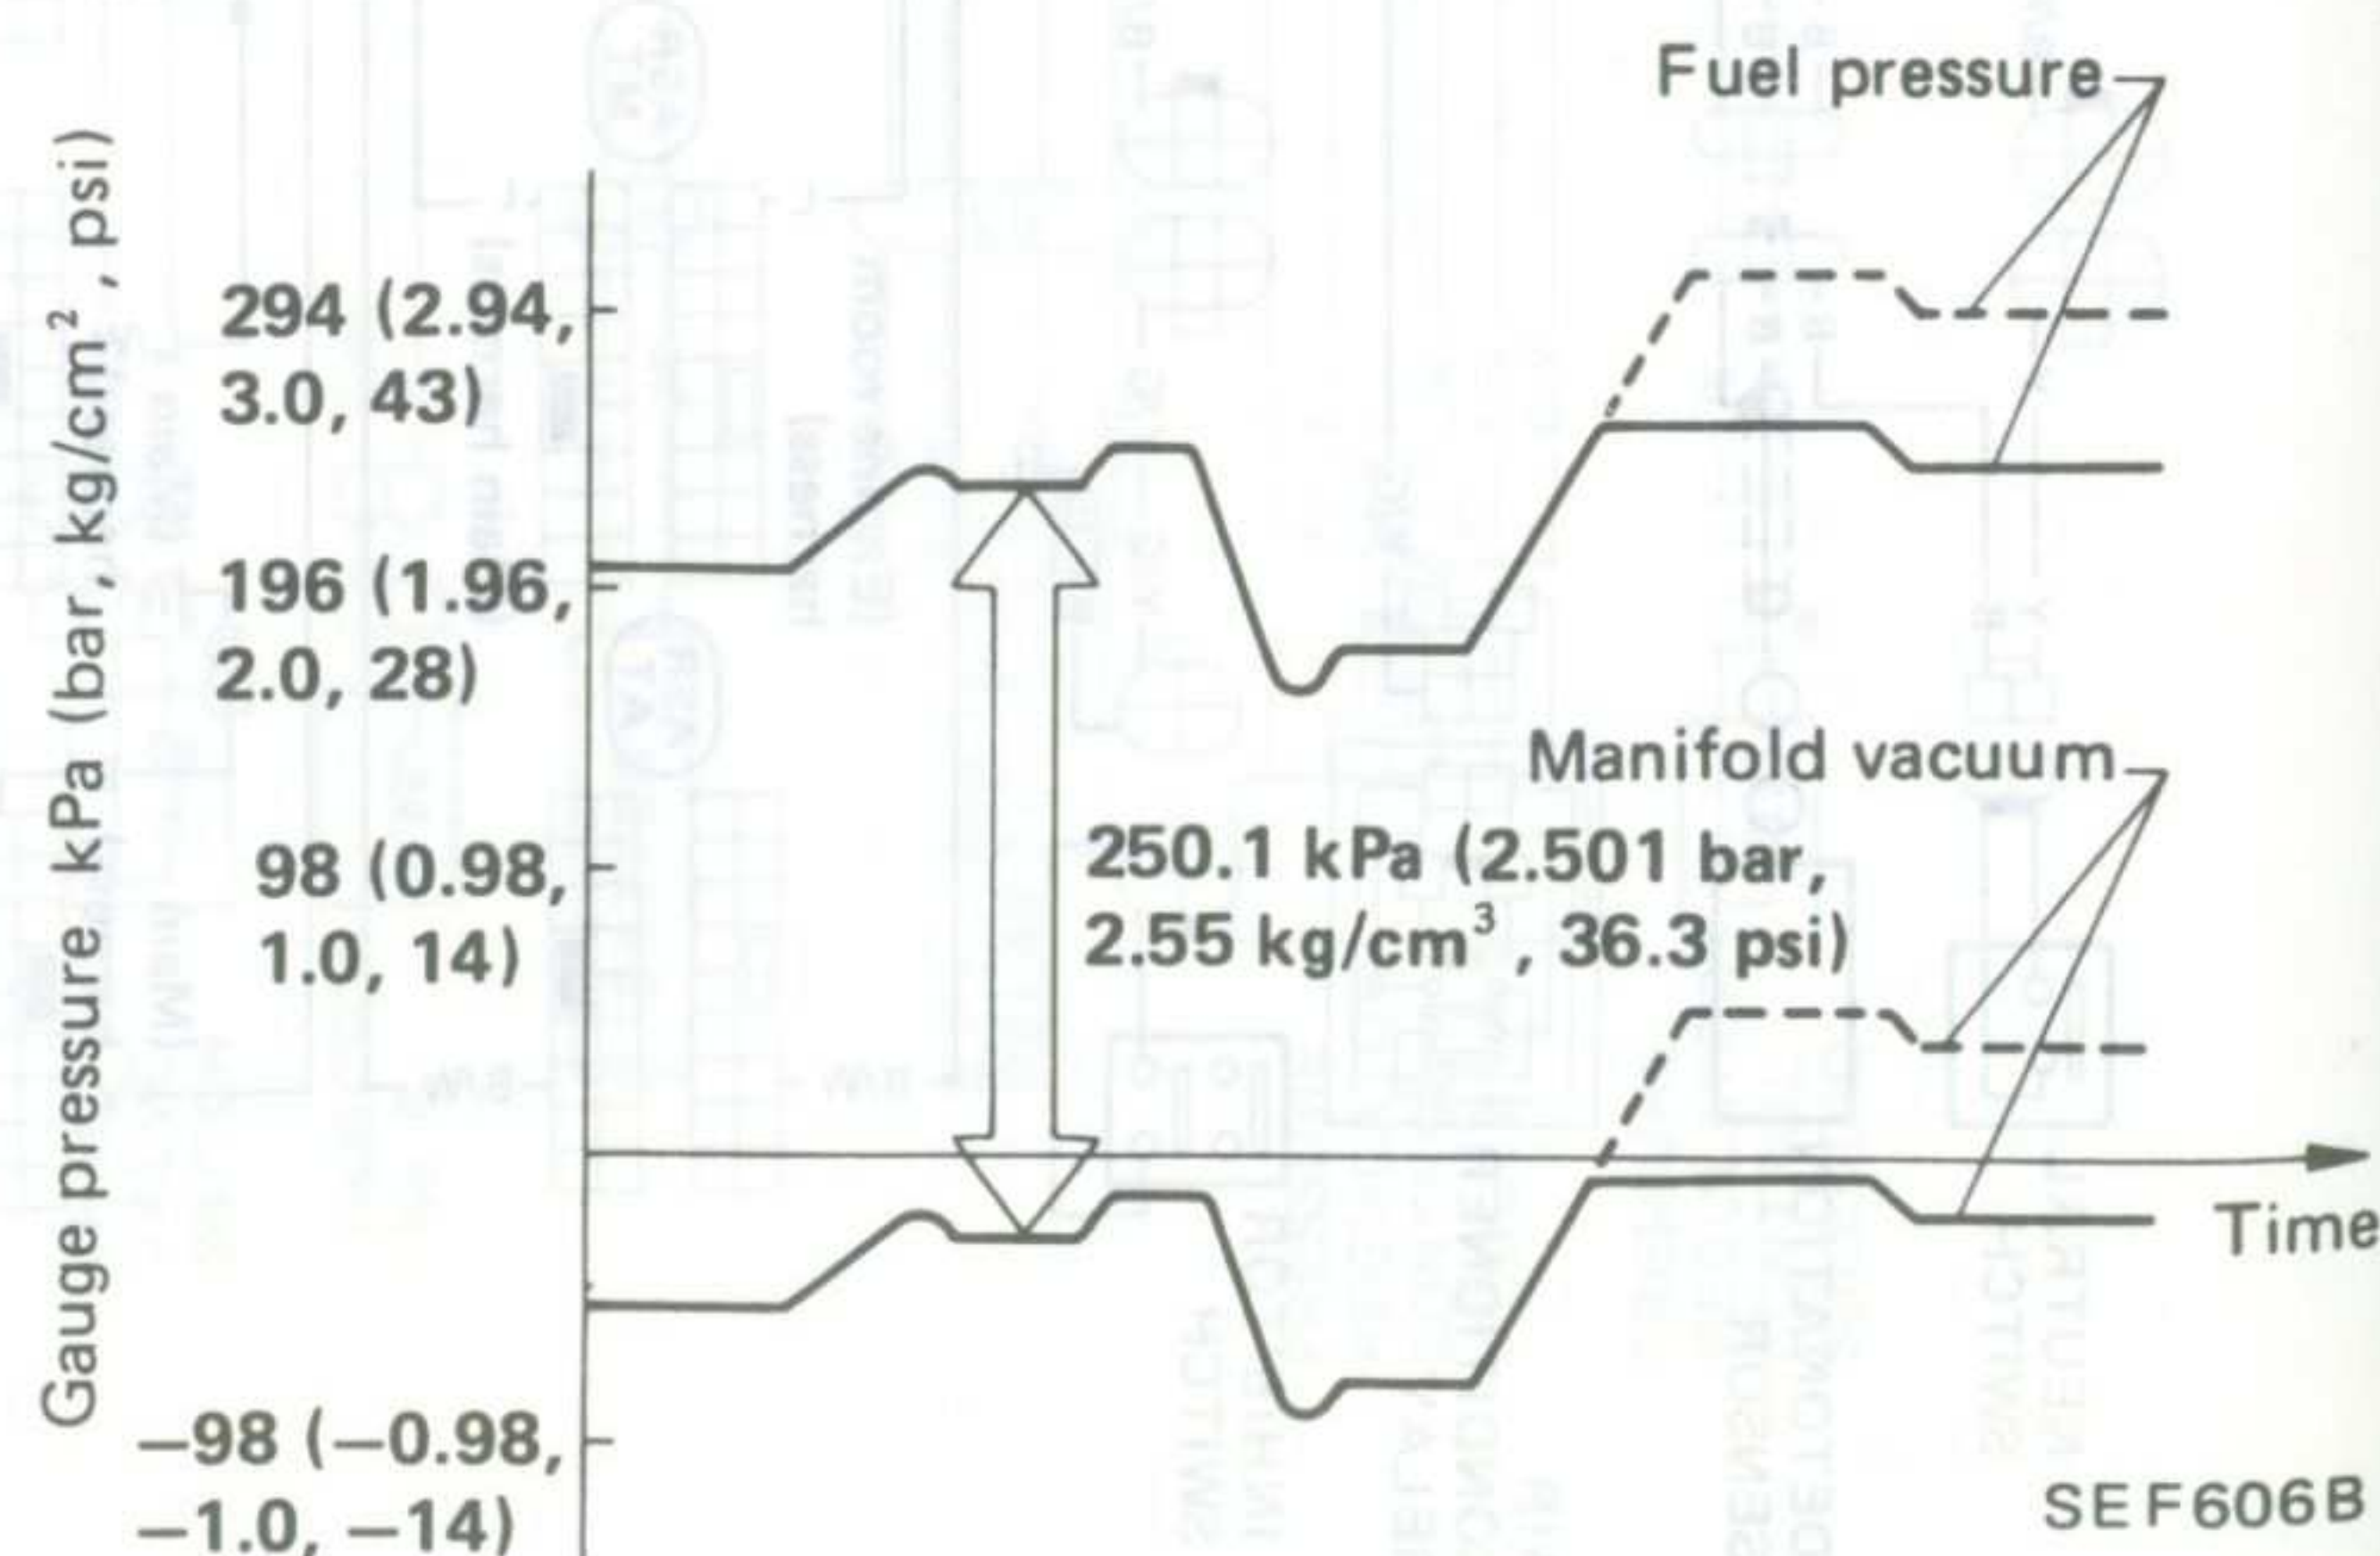 Fuel pressure
Gauge pressure kPa (bar, kg/cm², psi)
294 (2.94,
3.0, 43)
196 (1.96,
2.0, 28)
Manifold vacuum
98 (0.98,
1.0, 14)
250.1 kPa (2.501 bar,
2.55 kg/cm³, 36.3 psi)
Time
−98 (−0.98,
−1.0, −14)
SEF606B